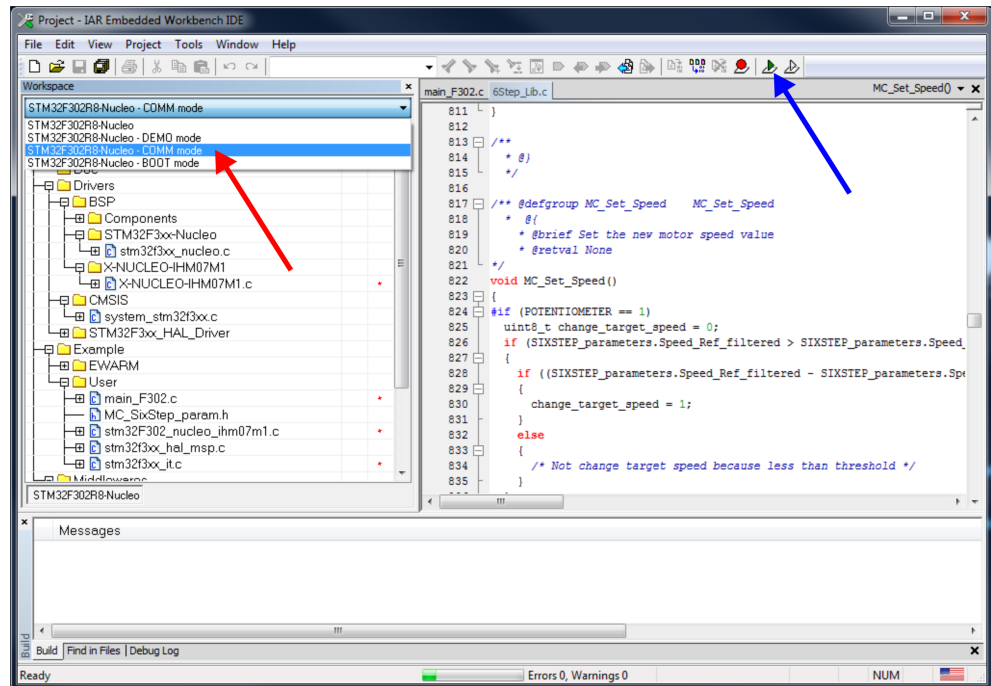 Project - IAR Embedded Workbench IDE
File Edit View Project Tools Window Help
Workspace
STM32F302R8-Nucleo - COMM mode
STM32F302R8-Nucleo
STM32F302R8-Nucleo - DEMO mode
STM32F302R8-Nucleo - COMM mode
STM32F302R8-Nucleo - BOOT mode
Doc
Drivers
BSP
Components
STM32F3xx-Nucleo
stm32f3xx_nucleo.c
X-NUCLEO-IHM07M1
X-NUCLEO-IHM07M1.c
CMSIS
system_stm32f3xx.c
STM32F3xx_HAL_Driver
Example
EWARM
User
main_F302.c
MC_SixStep_param.h
stm32F302_nucleo_ihm07m1.c
stm32f3xx_hal_msp.c
stm32f3xx_it.c
Middlewares
STM32F302R8-Nucleo
main_F302.c 6Step_Lib.c MC_Set_Speed()
811 }
812
813 /**
814 * @}
815 */
816
817 /** @defgroup MC_Set_Speed MC_Set_Speed
818 * @{
819 * @brief Set the new motor speed value
820 * @retval None
821 */
822 void MC_Set_Speed()
823 {
824 #if (POTENTIOMETER == 1)
825 uint8_t change_target_speed = 0;
826 if (SIXSTEP_parameters.Speed_Ref_filtered > SIXSTEP_parameters.Speed_
827 {
828 if ((SIXSTEP_parameters.Speed_Ref_filtered - SIXSTEP_parameters.Spe
829 {
830 change_target_speed = 1;
831 }
832 else
833 {
834 /* Not change target speed because less than threshold */
835 }
Messages
Build
Build Find in Files Debug Log
Ready Errors 0, Warnings 0 NUM